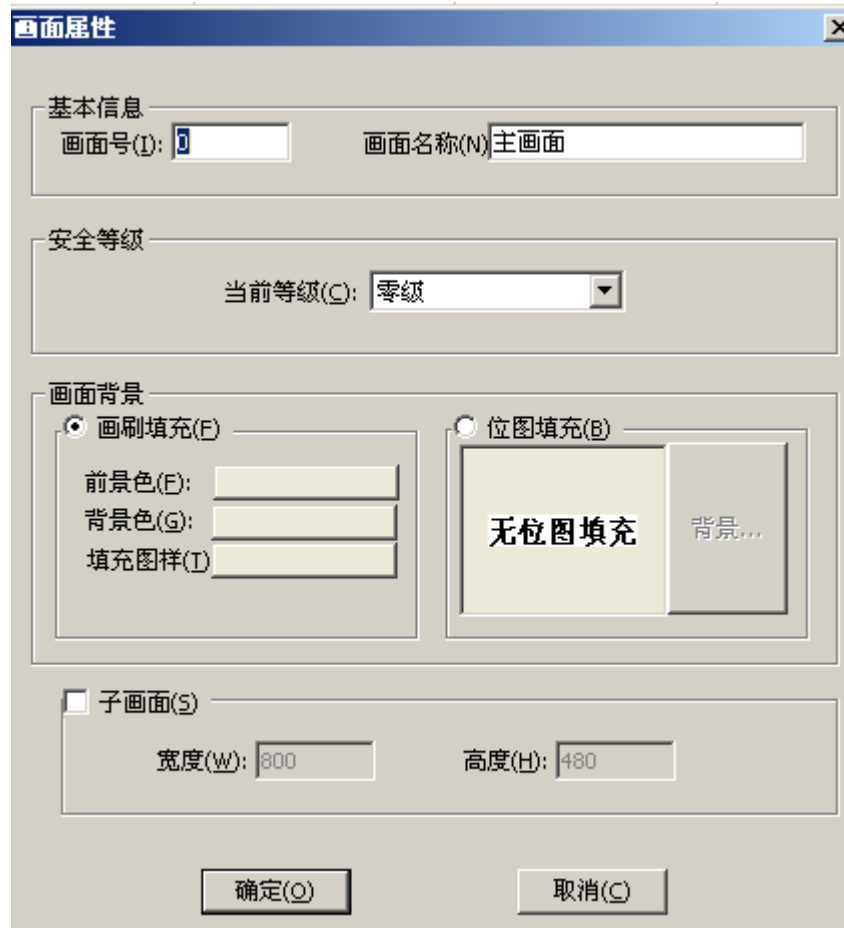 画面属性
基本信息
画面号(I): 0 画面名称(N) 主画面
安全等级
当前等级(C): 零级
画面背景
画刷填充(F) 位图填充(B)
前景色(F):
背景色(G):
填充图样(T)
无位图填充 背景...
子画面(S)
宽度(W): 800 高度(H): 480
确定(O) 取消(C)